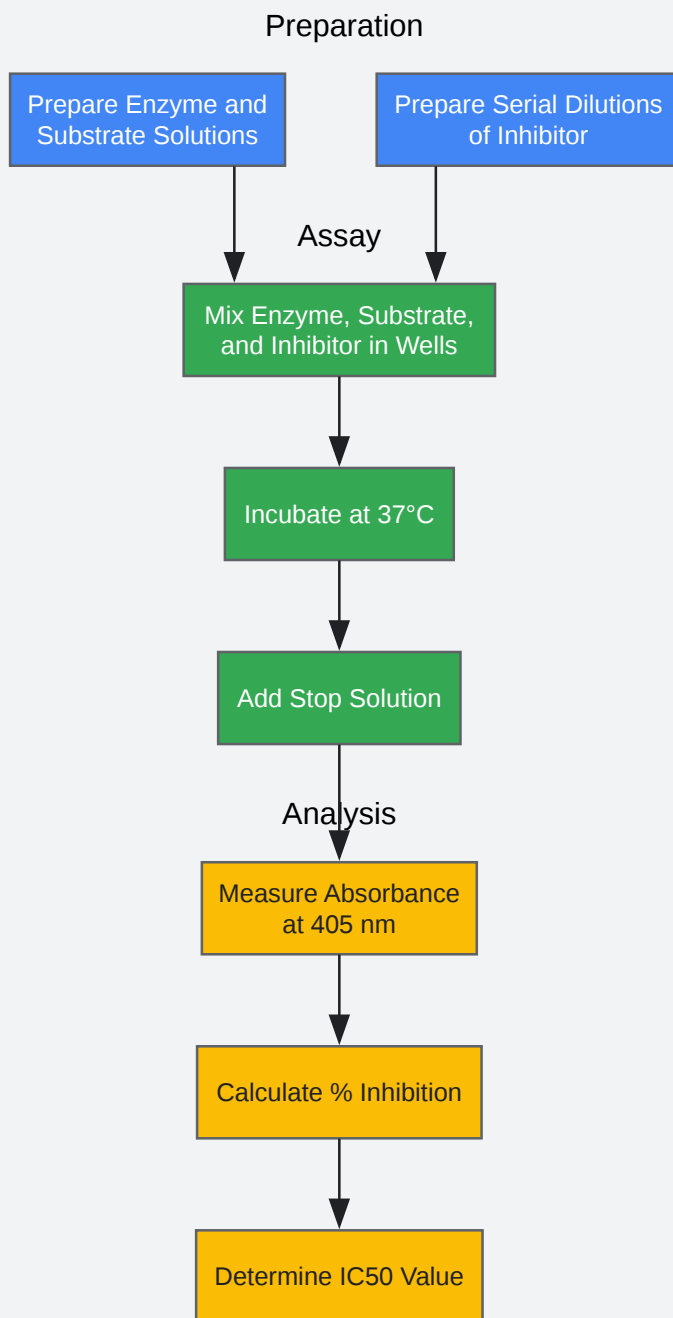 Preparation
Prepare Enzyme and
Substrate Solutions
Prepare Serial Dilutions
of Inhibitor
Assay
Mix Enzyme, Substrate,
and Inhibitor in Wells
Incubate at 37°C
Add Stop Solution
Analysis
Measure Absorbance
at 405 nm
Calculate % Inhibition
Determine IC50 Value